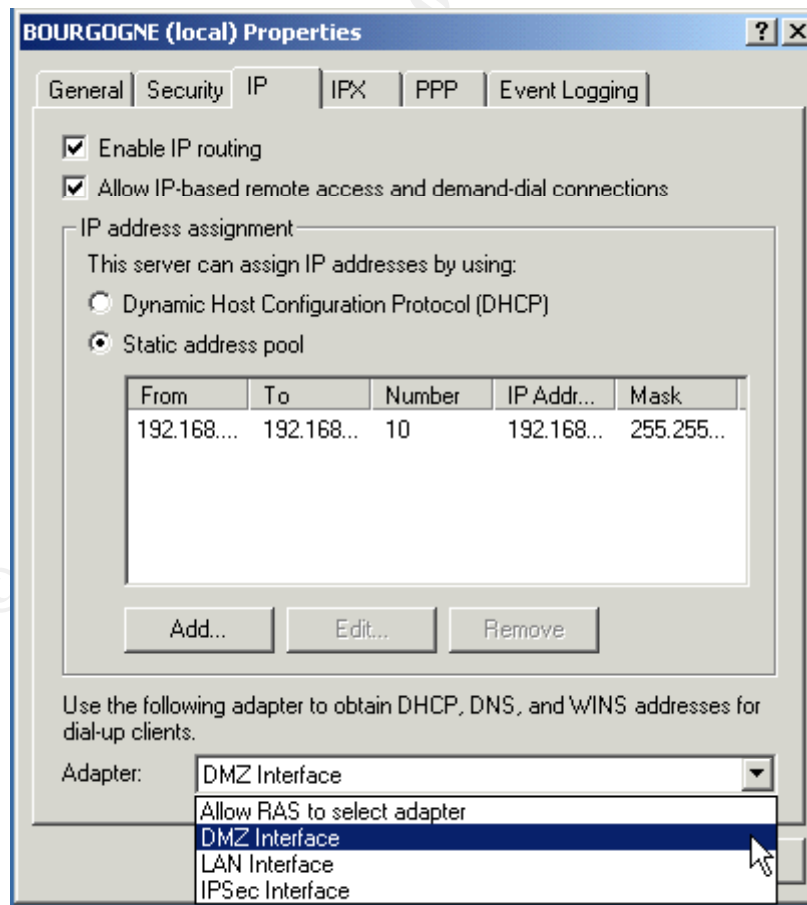 BOURGOGNE (local) Properties
General Security IP IPX PPP Event Logging
Enable IP routing
Allow IP-based remote access and demand-dial connections
IP address assignment
This server can assign IP addresses by using:
Dynamic Host Configuration Protocol (DHCP)
Static address pool
From To Number IP Addr... Mask
192.168.... 192.168... 10 192.168... 255.255...
Add... Edit... Remove
Use the following adapter to obtain DHCP, DNS, and WINS addresses for
dial-up clients.
Adapter: DMZ Interface
Allow RAS to select adapter
DMZ Interface
LAN Interface
IPSec Interface